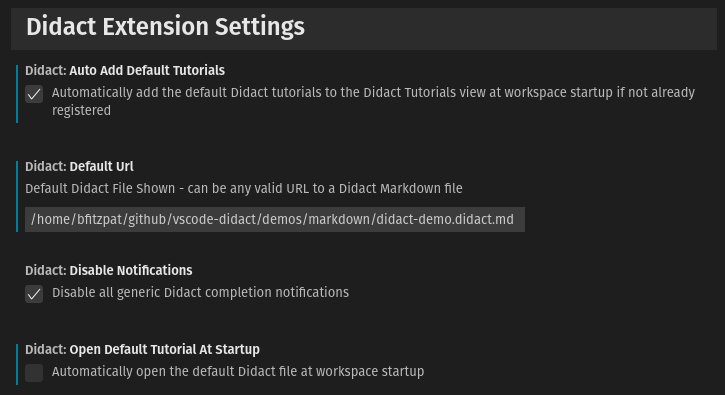 Didact Extension Settings
Didact: Auto Add Default Tutorials
Automatically add the default Didact tutorials to the Didact Tutorials view at workspace startup if not already
registered
Didact: Default Url
Default Didact File Shown - can be any valid URL to a Didact Markdown file
/home/bfitzpat/github/vscode-didact/demos/markdown/didact-demo.didact.md
Didact: Disable Notifications
Disable all generic Didact completion notifications
Didact: Open Default Tutorial At Startup
Automatically open the default Didact file at workspace startup